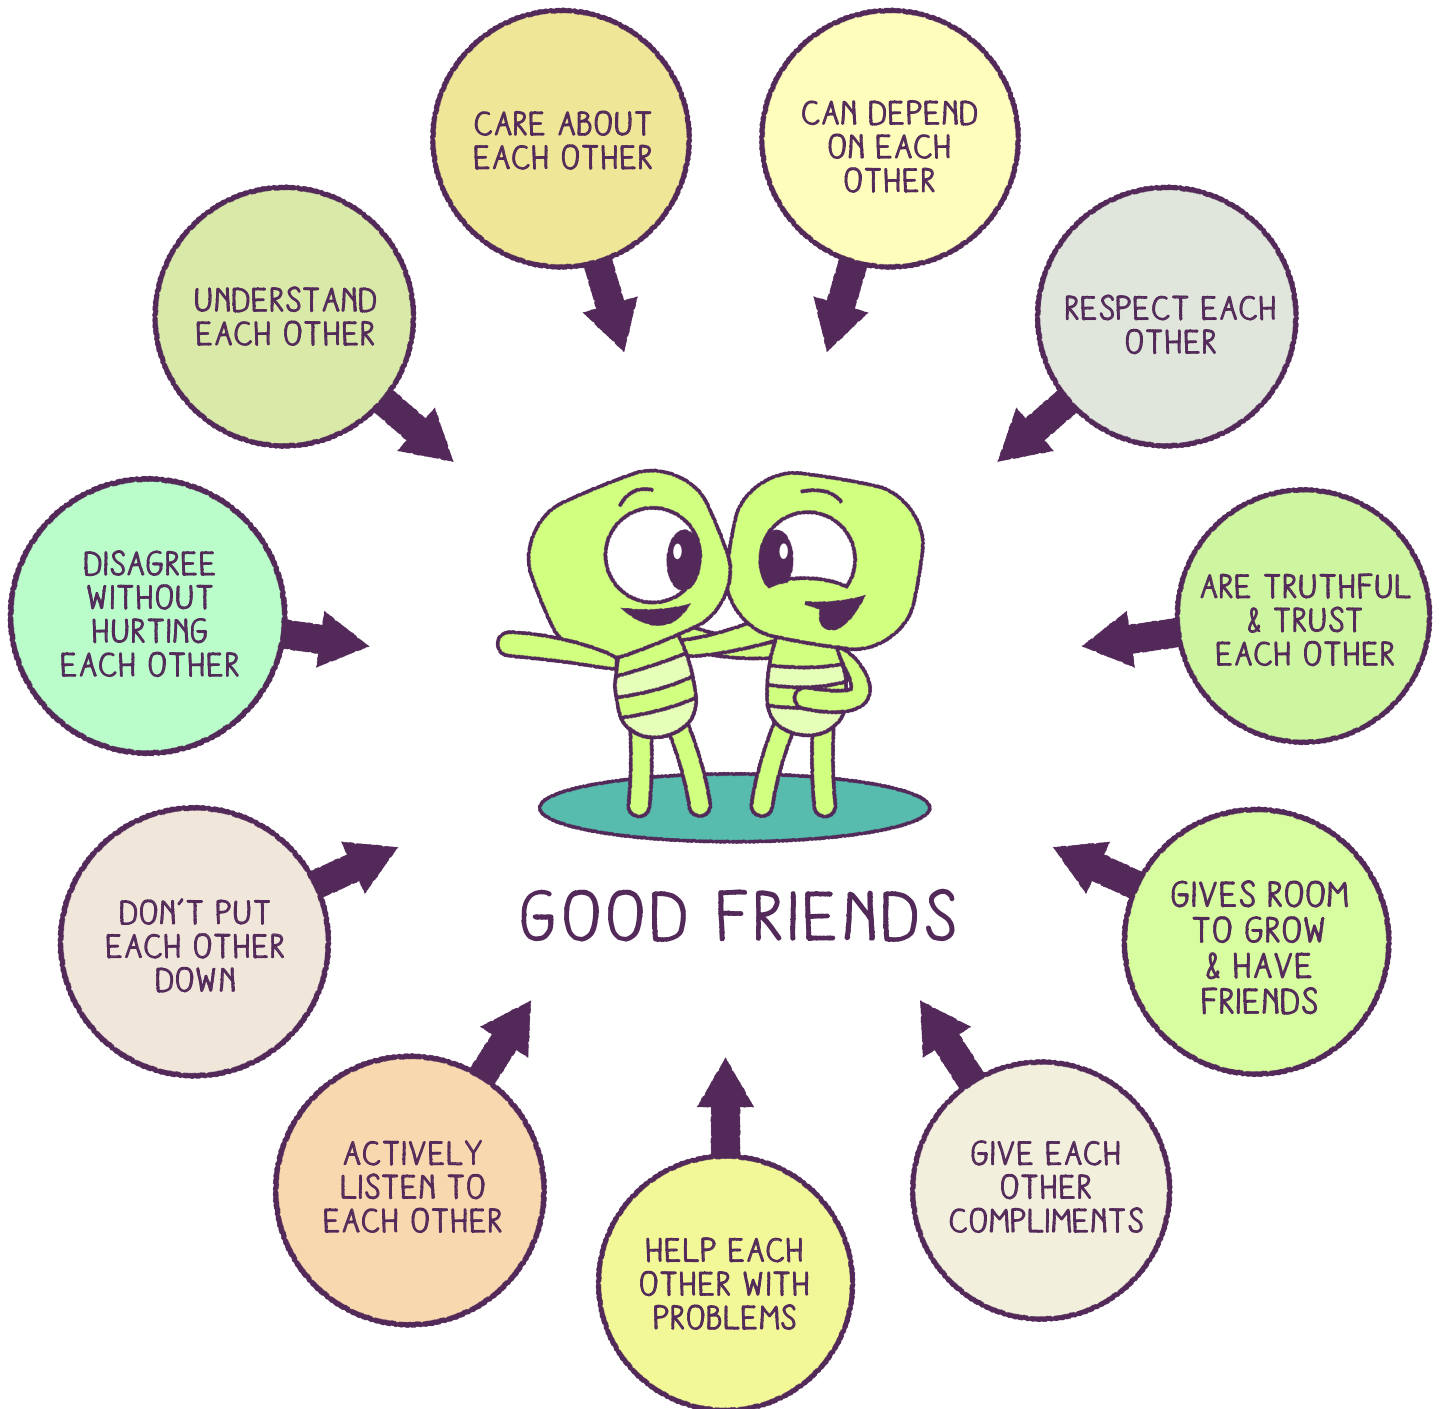 CARE ABOUT
EACH OTHER
CAN DEPEND
ON EACH
OTHER
RESPECT EACH
OTHER
ARE TRUTHFUL
& TRUST
EACH OTHER
GIVES ROOM
TO GROW
& HAVE
FRIENDS
GIVE EACH
OTHER
COMPLIMENTS
HELP EACH
OTHER WITH
PROBLEMS
ACTIVELY
LISTEN TO
EACH OTHER
DON'T PUT
EACH OTHER
DOWN
DISAGREE
WITHOUT
HURTING
EACH OTHER
UNDERSTAND
EACH OTHER
GOOD FRIENDS